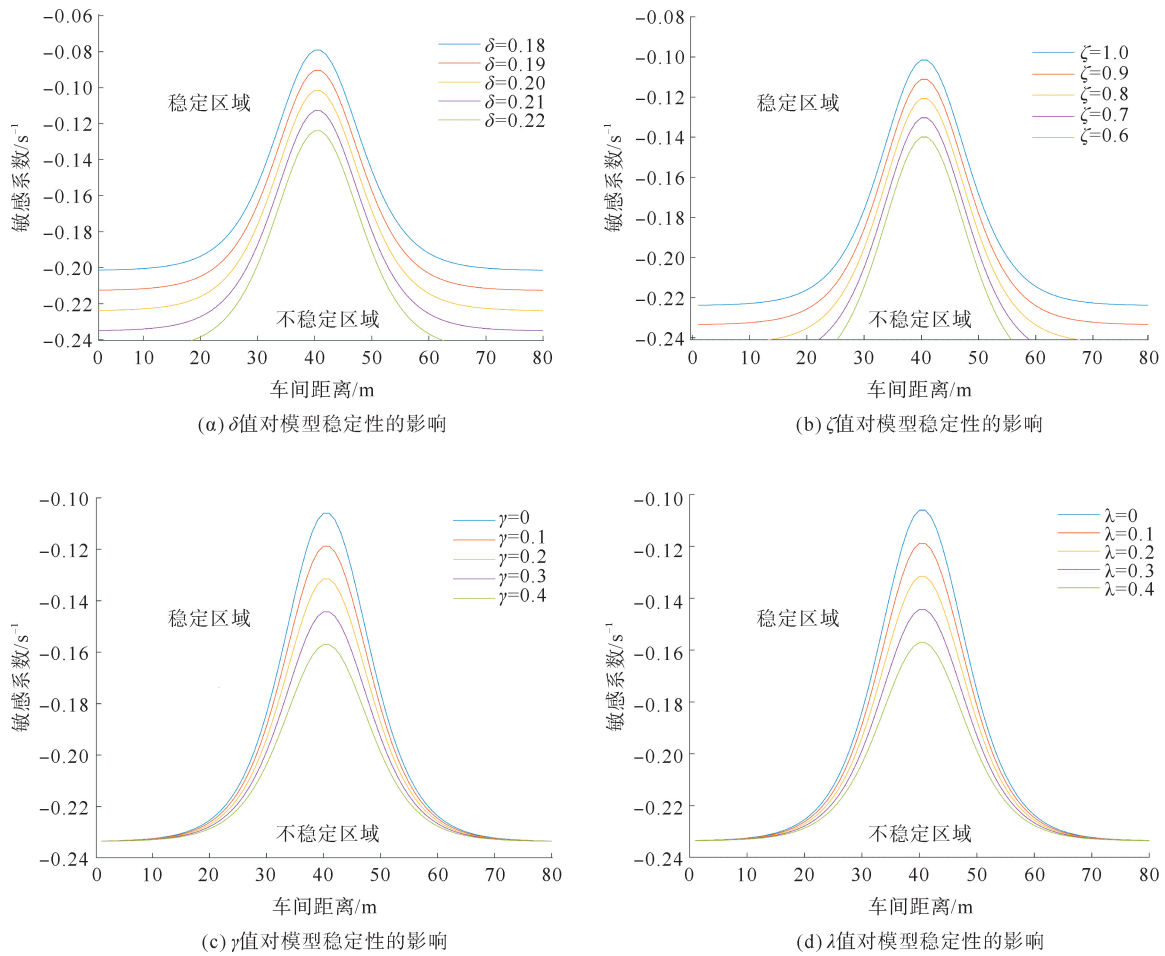 −0.06
−0.08
−0.10
−0.12
−0.14
−0.16
−0.18
−0.20
−0.22
−0.24
敏感系数/s⁻¹
δ=0.18
δ=0.19
δ=0.20
δ=0.21
δ=0.22
稳定区域
不稳定区域
0 10 20 30 40 50 60 70 80
车间距离/m
(α) δ值对模型稳定性的影响
−0.08
−0.10
−0.12
−0.14
−0.16
−0.18
−0.20
−0.22
−0.24
敏感系数/s⁻¹
ζ=1.0
ζ=0.9
ζ=0.8
ζ=0.7
ζ=0.6
稳定区域
不稳定区域
0 10 20 30 40 50 60 70 80
车间距离/m
(b) ζ值对模型稳定性的影响
−0.10
−0.12
−0.14
−0.16
−0.18
−0.20
−0.22
−0.24
敏感系数/s⁻¹
γ=0
γ=0.1
γ=0.2
γ=0.3
γ=0.4
稳定区域
不稳定区域
0 10 20 30 40 50 60 70 80
车间距离/m
(c) γ值对模型稳定性的影响
−0.10
−0.12
−0.14
−0.16
−0.18
−0.20
−0.22
−0.24
敏感系数/s⁻¹
λ=0
λ=0.1
λ=0.2
λ=0.3
λ=0.4
稳定区域
不稳定区域
0 10 20 30 40 50 60 70 80
车间距离/m
(d) λ值对模型稳定性的影响